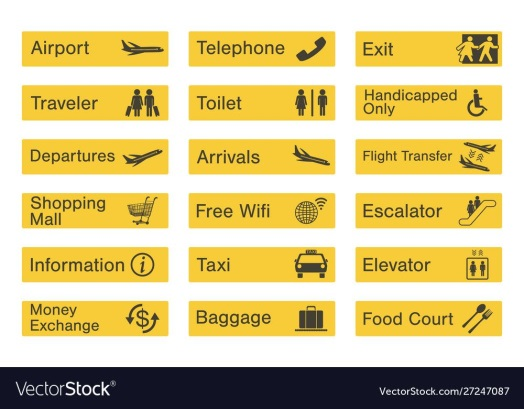 Airport
Telephone
Exit
Traveler
Toilet
Handicapped
Only
Departures
Arrivals
Flight Transfer
Shopping
Mall
Free Wifi
Escalator
Information
i
Taxi
Elevator
Money
Exchange
$
Baggage
Food Court
VectorStock®
VectorStock.com/27247087